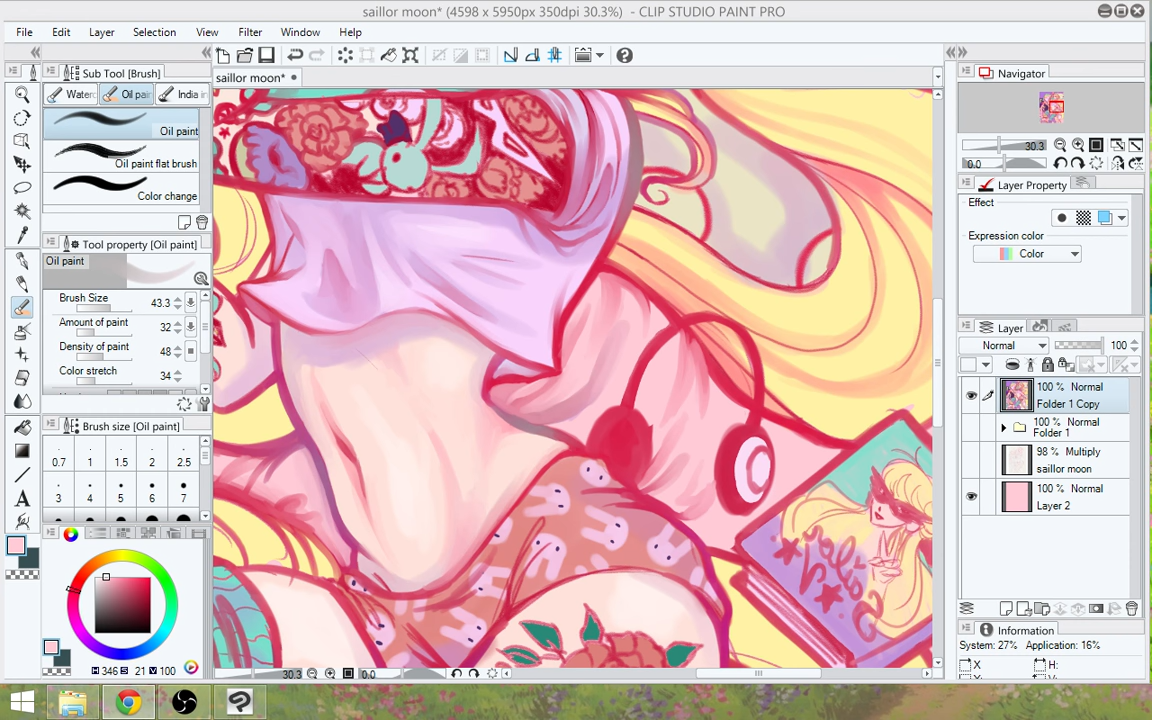 saillor moon* (4598 x 5950px 350dpi 30.3%) - CLIP STUDIO PAINT PRO
File Edit Layer Selection View Filter Window Help
Sub Tool [Brush]
saillor moon*
Navigator
Oil pain
India in
Oil paint
Oil paint flat brush
Color change
30.3
0.0
Layer Property
Effect
Expression color
Color
Tool property [Oil paint]
Oil paint
Brush Size 43.3
Amount of paint 32
Density of paint 48
Color stretch 34
Layer
Normal 100
100 % Normal
Folder 1 Copy
100 % Normal
Folder 1
98 % Multiply
saillor moon
100 % Normal
Layer 2
Brush size [Oil paint]
0.7 1 1.5 2 2.5
3 4 5 6 7
H 346 S 21 V 100
30.3 0.0
Information
System: 27% Application: 16%
X H: